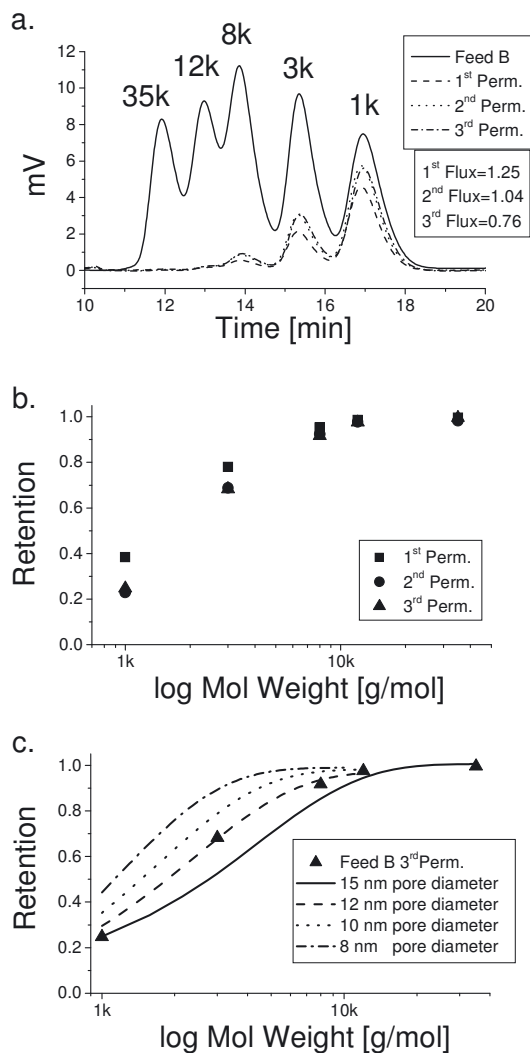 a.
12
10
8
6
4
2
0
mV
35k
12k
8k
3k
1k
Feed B
1st Perm.
2nd Perm.
3rd Perm.
1st Flux=1.25
2nd Flux=1.04
3rd Flux=0.76
10 12 14 16 18 20
Time [min]
b.
1.0
0.8
0.6
0.4
0.2
0.0
Retention
1st Perm.
2nd Perm.
3rd Perm.
1k 10k
log Mol Weight [g/mol]
c.
1.0
0.8
0.6
0.4
0.2
0.0
Retention
Feed B 3rdPerm.
15 nm pore diameter
12 nm pore diameter
10 nm pore diameter
8 nm pore diameter
1k 10k
log Mol Weight [g/mol]